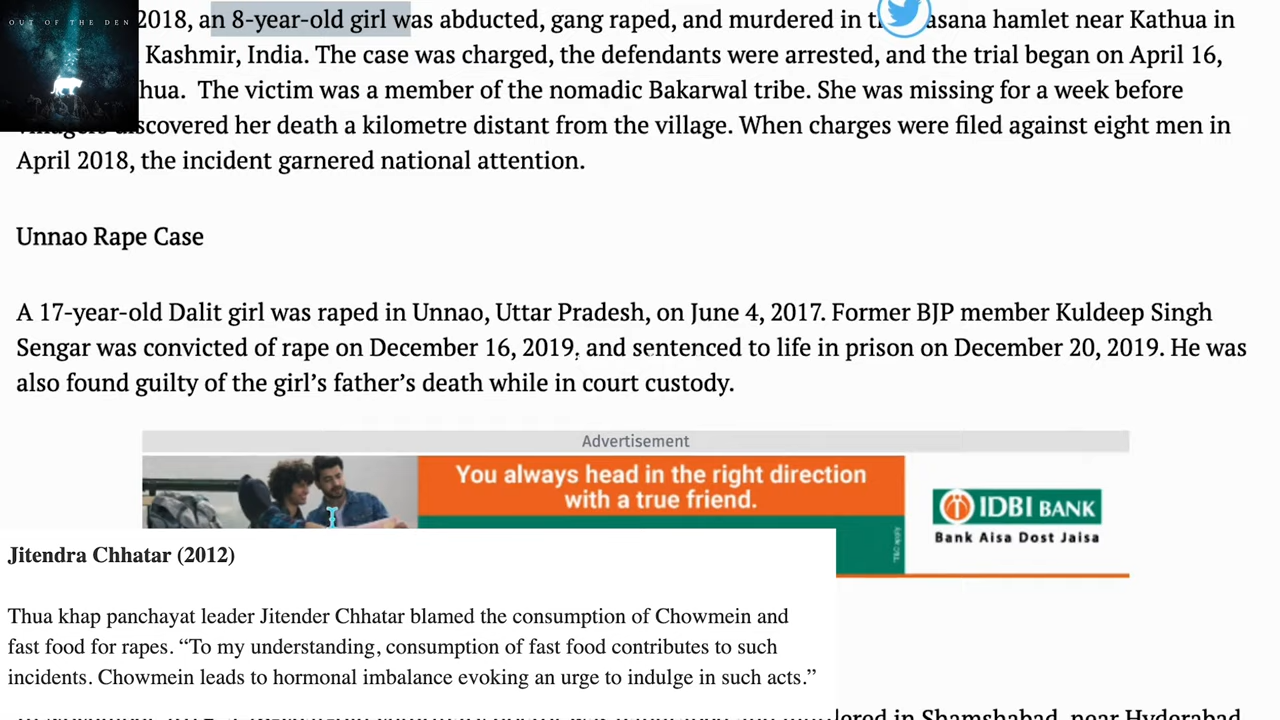 OUT OF THE DEN
2018, an 8-year-old girl was abducted, gang raped, and murdered in asana hamlet near Kathua in
Kashmir, India. The case was charged, the defendants were arrested, and the trial began on April 16,
hua. The victim was a member of the nomadic Bakarwal tribe. She was missing for a week before
discovered her death a kilometre distant from the village. When charges were filed against eight men in
April 2018, the incident garnered national attention.
Unnao Rape Case
A 17-year-old Dalit girl was raped in Unnao, Uttar Pradesh, on June 4, 2017. Former BJP member Kuldeep Singh
Sengar was convicted of rape on December 16, 2019, and sentenced to life in prison on December 20, 2019. He was
also found guilty of the girl's father's death while in court custody.
Advertisement
You always head in the right direction
with a true friend.
IDBI BANK
Bank Aisa Dost Jaisa
Jitendra Chhatar (2012)
Thua khap panchayat leader Jitender Chhatar blamed the consumption of Chowmein and
fast food for rapes. “To my understanding, consumption of fast food contributes to such
incidents. Chowmein leads to hormonal imbalance evoking an urge to indulge in such acts.”
dered in Shamshabad, near Hyderabad,